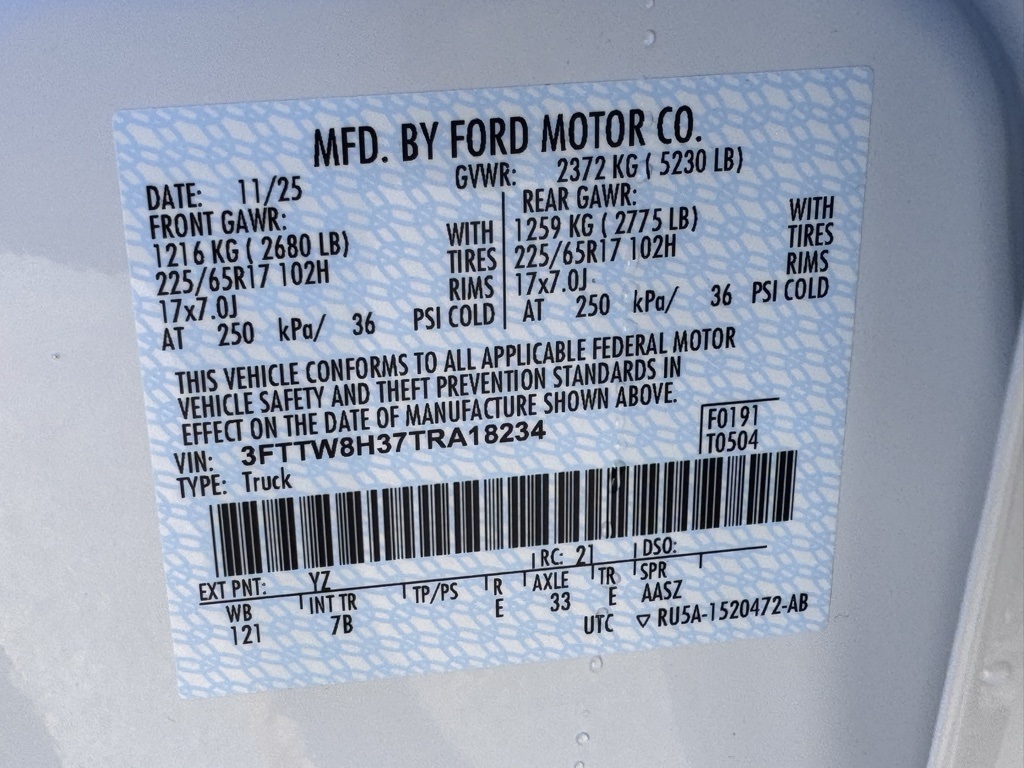 MFD. BY FORD MOTOR CO.
DATE: 11/25 GVWR: 2372 KG ( 5230 LB)
FRONT GAWR: REAR GAWR:
1216 KG ( 2680 LB) WITH 1259 KG ( 2775 LB) WITH
225/65R17 102H TIRES 225/65R17 102H TIRES
17x7.0J RIMS 17x7.0J RIMS
AT 250 kPa/ 36 PSI COLD AT 250 kPa/ 36 PSI COLD
THIS VEHICLE CONFORMS TO ALL APPLICABLE FEDERAL MOTOR
VEHICLE SAFETY AND THEFT PREVENTION STANDARDS IN
EFFECT ON THE DATE OF MANUFACTURE SHOWN ABOVE.
VIN: 3FTTW8H37TRA18234 F0191
TYPE: Truck T0504
EXT PNT: YZ RC: 21 DSO:
WB INT TR TP/PS R AXLE TR SPR
121 7B E 33 E AASZ
UTC ▽ RU5A-1520472-AB